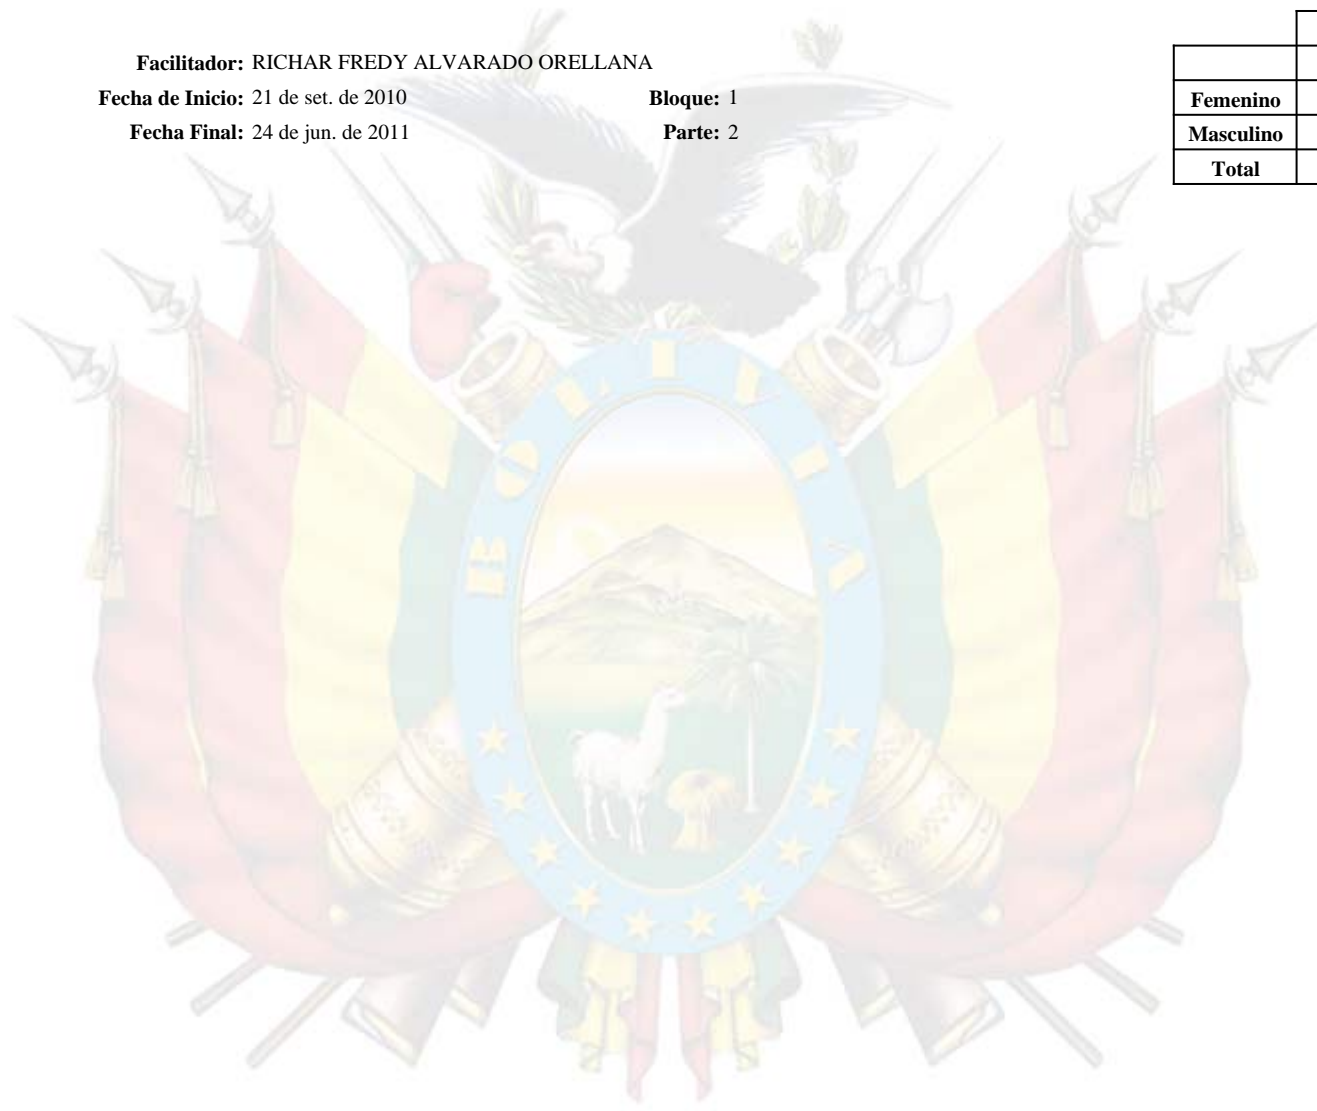 Facilitador: RICHAR FREDY ALVARADO ORELLANA
Fecha de Inicio: 21 de set. de 2010 Bloque: 1
Fecha Final: 24 de jun. de 2011 Parte: 2
Femenino
Masculino
Total
BOLIVIA